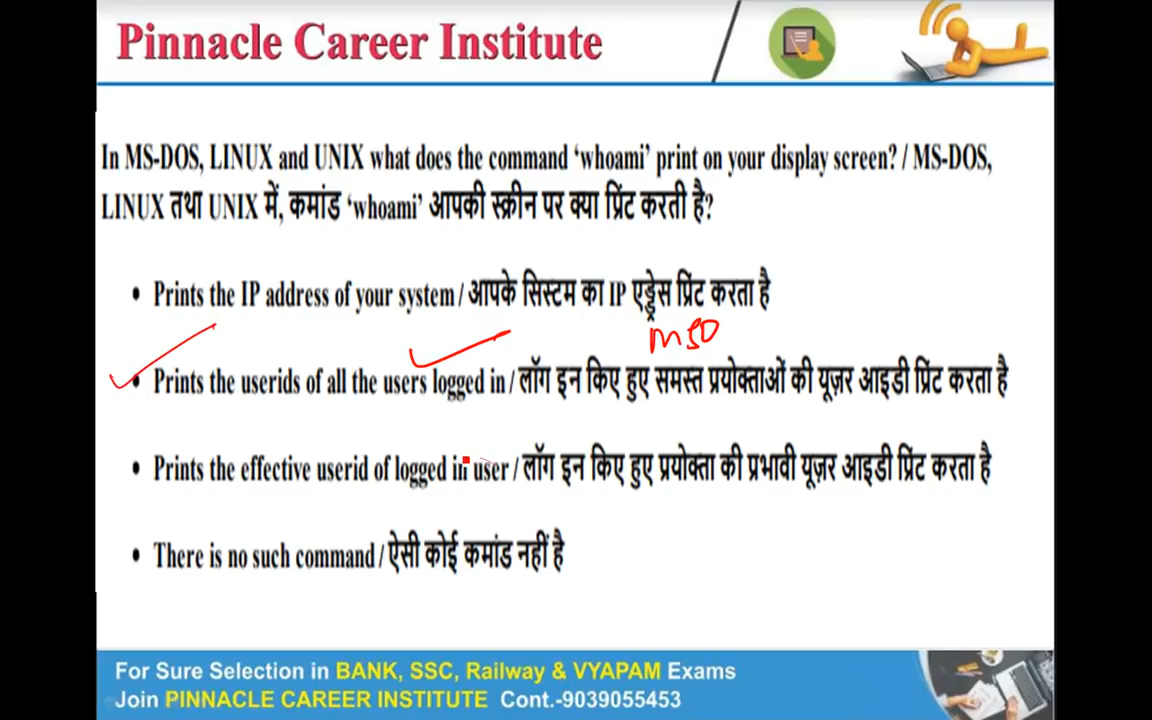 Pinnacle Career Institute
In MS-DOS, LINUX and UNIX what does the command ‘whoami’ print on your display screen? / MS-DOS,
LINUX तथा UNIX में, कमांड ‘whoami’ आपकी स्क्रीन पर क्या प्रिंट करती है?
• Prints the IP address of your system / आपके सिस्टम का IP एड्ड्रेस प्रिंट करता है
• Prints the userids of all the users logged in / लॉग इन किए हुए समस्त प्रयोक्ताओं की यूज़र आइडी प्रिंट करता है
• Prints the effective userid of logged in user / लॉग इन किए हुए प्रयोक्ता की प्रभावी यूज़र आइडी प्रिंट करता है
• There is no such command / ऐसी कोई कमांड नहीं है
For Sure Selection in BANK, SSC, Railway & VYAPAM Exams
Join PINNACLE CAREER INSTITUTE Cont.-9039055453